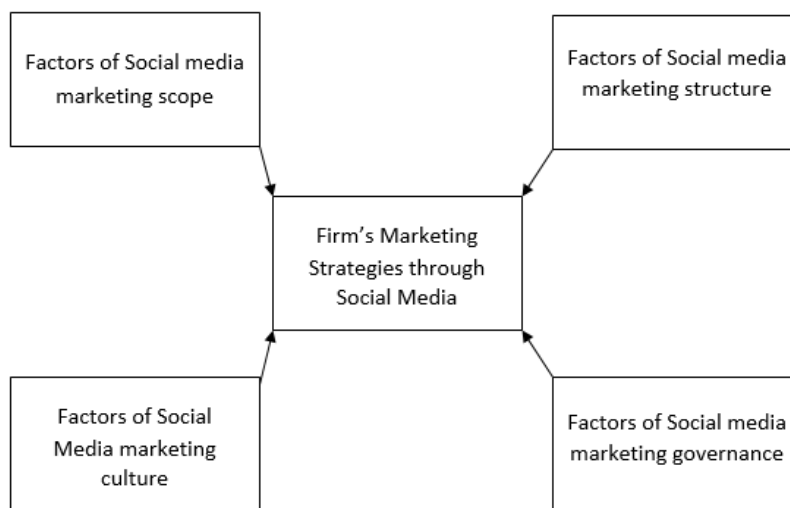 Factors of Social media
marketing scope
Factors of Social media
marketing structure
Firm’s Marketing
Strategies through
Social Media
Factors of Social
Media marketing
culture
Factors of Social media
marketing governance